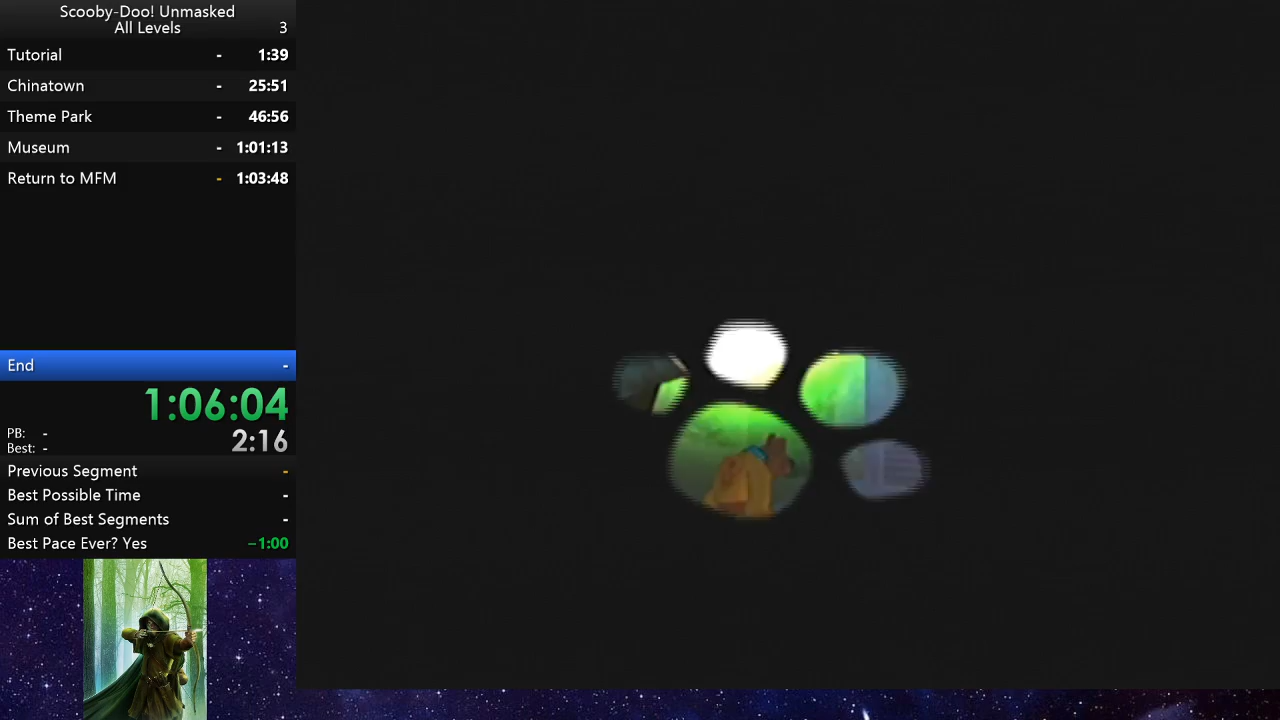 Scooby-Doo! Unmasked
All Levels 3
Tutorial - 1:39
Chinatown - 25:51
Theme Park - 46:56
Museum - 1:01:13
Return to MFM - 1:03:48
End -
1:06:04
PB: -
Best: -
2:16
Previous Segment -
Best Possible Time -
Sum of Best Segments -
Best Pace Ever? Yes −1:00